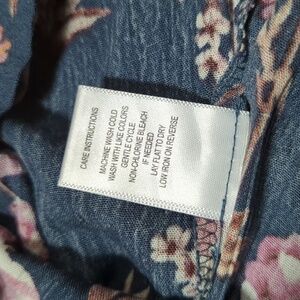 CARE INSTRUCTIONS
MACHINE WASH COLD
WASH WITH LIKE COLORS
GENTLE CYCLE
NON-CHLORINE BLEACH
IF NEEDED
LAY FLAT TO DRY
LOW IRON ON REVERSE